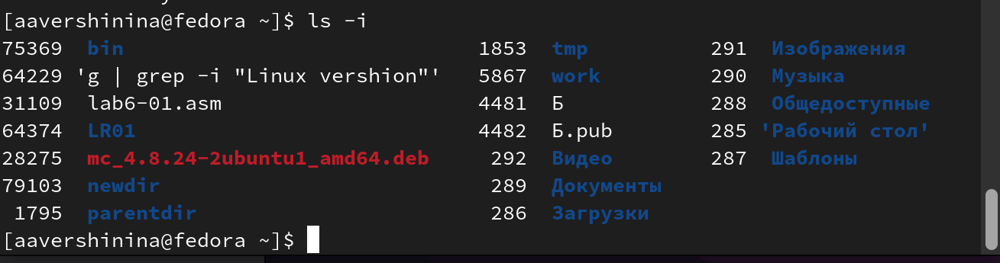 [aavershinina@fedora ~]$ ls -i
75369 bin 1853 tmp 291 Изображения
64229 'g | grep -i "Linux vershion"' 5867 work 290 Музыка
31109 lab6-01.asm 4481 Б 288 Общедоступные
64374 LR01 4482 Б.pub 285 'Рабочий стол'
28275 mc_4.8.24-2ubuntu1_amd64.deb 292 Видео 287 Шаблоны
79103 newdir 289 Документы
1795 parentdir 286 Загрузки
[aavershinina@fedora ~]$